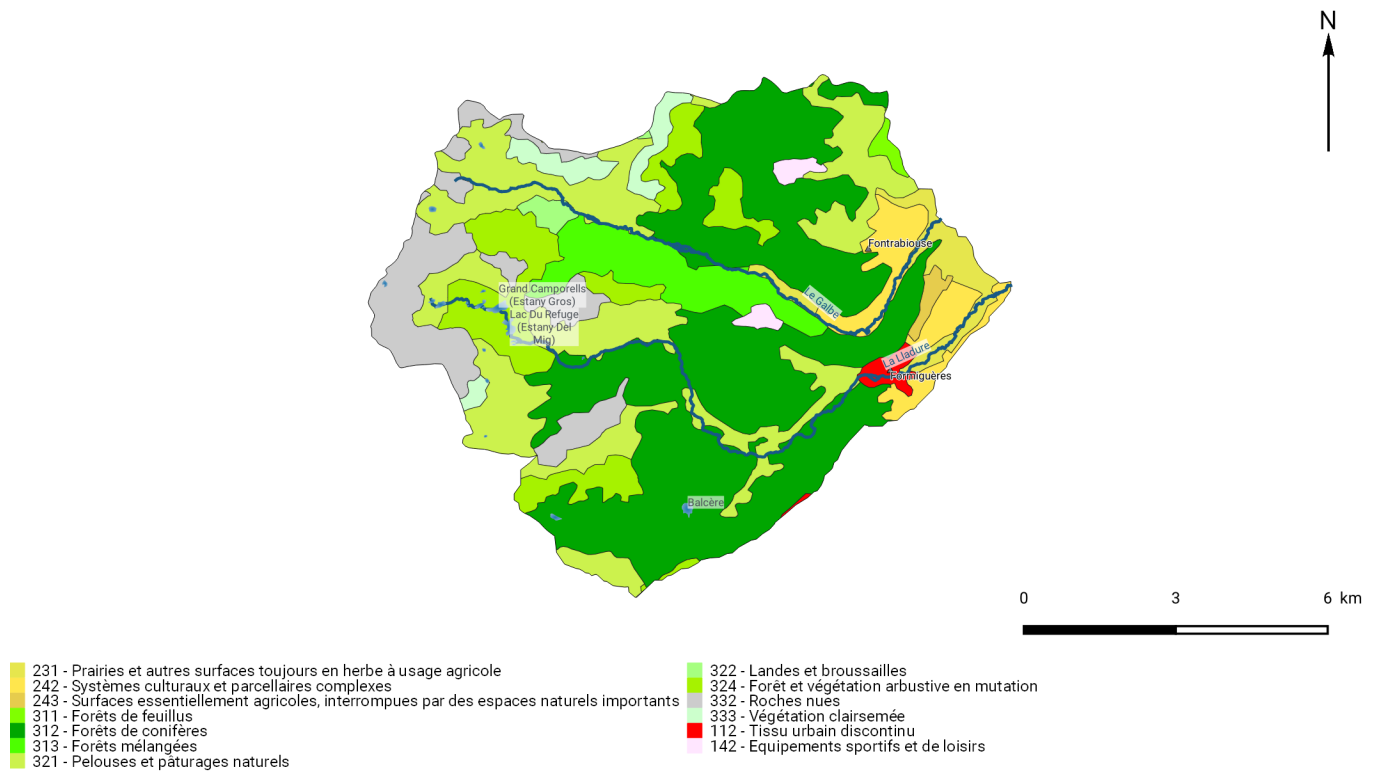 N
Fontrabiouse
Grand Camporells
(Estany Gros)
Lac Du Refuge
(Estany Del
Mig)
Le Galbe
La Lladure
Formiguères
Balcère
0 3 6 km
231 - Prairies et autres surfaces toujours en herbe à usage agricole
242 - Systèmes culturaux et parcellaires complexes
243 - Surfaces essentiellement agricoles, interrompues par des espaces naturels importants
311 - Forêts de feuillus
312 - Forêts de conifères
313 - Forêts mélangées
321 - Pelouses et pâturages naturels
322 - Landes et broussailles
324 - Forêt et végétation arbustive en mutation
332 - Roches nues
333 - Végétation clairsemée
112 - Tissu urbain discontinu
142 - Equipements sportifs et de loisirs